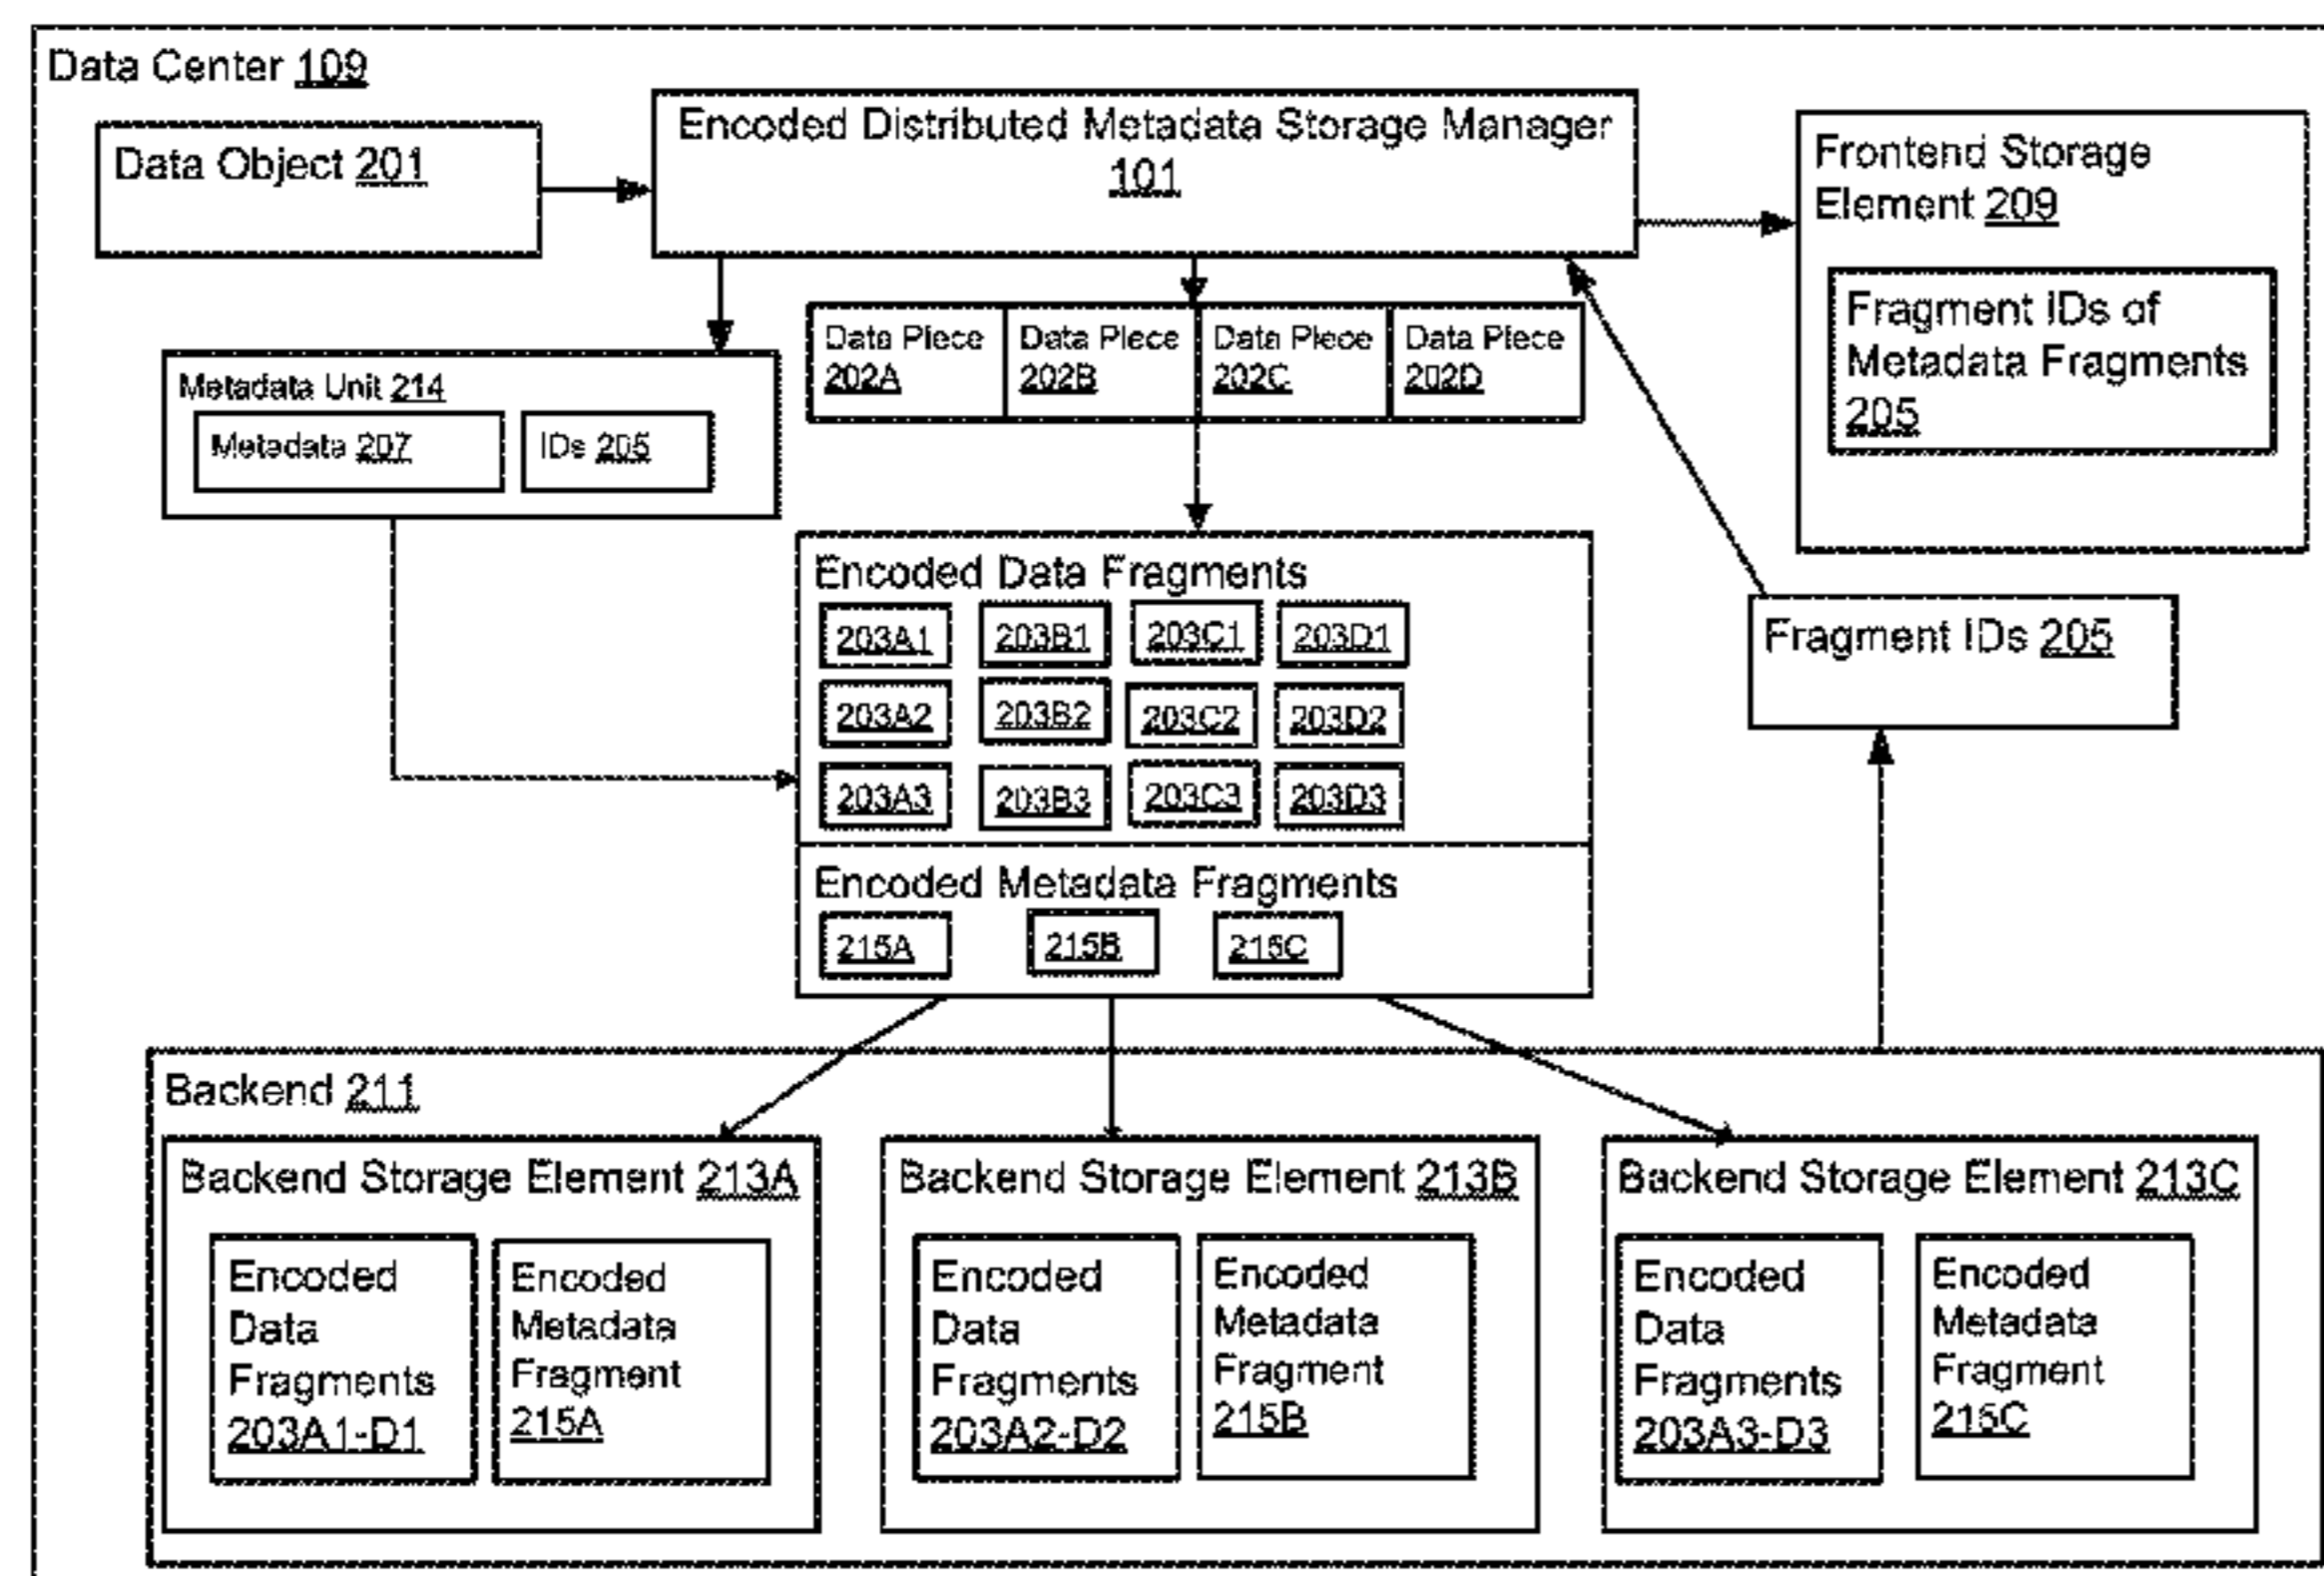 Data Center 109
Data Object 201
Encoded Distributed Metadata Storage Manager
101
Frontend Storage
Element 209
Fragment IDs of
Metadata Fragments
205
Metadata Unit 214
Metadata 207
IDs 205
Data Piece
202A
Data Piece
202B
Data Piece
202C
Data Piece
202D
Encoded Data Fragments
203A1
203B1
203C1
203D1
203A2
203B2
203C2
203D2
203A3
203B3
203C3
203D3
Encoded Metadata Fragments
215A
215B
215C
Fragment IDs 205
Backend 211
Backend Storage Element 213A
Encoded
Data
Fragments
203A1-D1
Encoded
Metadata
Fragment
215A
Backend Storage Element 213B
Encoded
Data
Fragments
203A2-D2
Encoded
Metadata
Fragment
215B
Backend Storage Element 213C
Encoded
Data
Fragments
203A3-D3
Encoded
Metadata
Fragment
215C